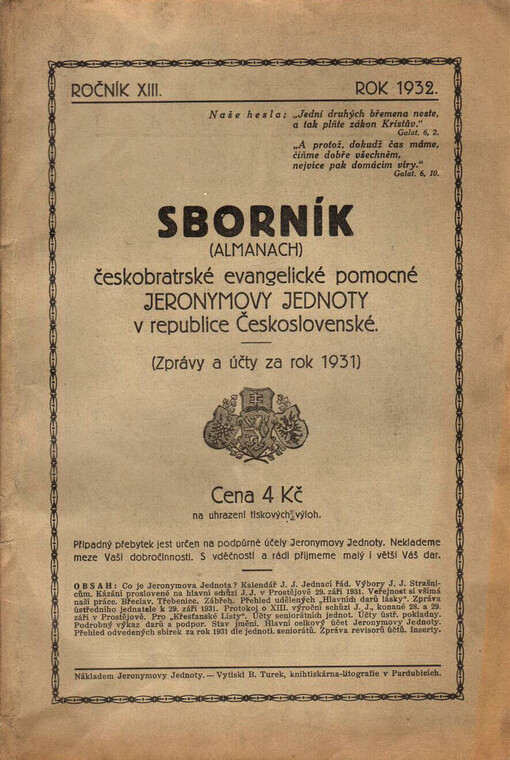 ROČNÍK XIII.
ROK 1932.
Naše hesla: „Jedni druhých břemena neste,
a tak plňte zákon Kristův.“
Galat. 6, 2.
„A protož, dokudž čas máme,
čiňme dobře všechněm,
nejvíce pak domácím víry.“
Galat. 6, 10.
SBORNÍK
(ALMANACH)
českobratrské evangelické pomocné
JERONYMOVY JEDNOTY
v republice Československé.
(Zprávy a účty za rok 1931)
Cena 4 Kč
na uhrazení tiskových výloh.
Případný přebytek jest určen na podpůrné účely Jeronymovy Jednoty. Neklademe
meze Vaší dobročinnosti. S vděčností a rádi přijmeme malý i větší Váš dar.
OBSAH: Co je Jeronymova Jednota? Kalendář J. J. Jednací řád. Výbory J. J. Strašni-
cům. Kázání proslovené na hlavní schůzi J. J. v Prostějově 29. září 1931. Veřejnost si všímá
naší práce. Břeclav. Třebenice. Zábřeh. Přehled udělených „Hlavních darů lásky“. Zpráva
ústředního jednatele k 29. září 1931. Protokol o XIII. výroční schůzi J. J., konané 28. a 29.
září v Prostějově. Pro „Křesťanské Listy“. Účty seniorátních jednot. Účty ústř. pokladny.
Podrobný výkaz darů a podpor. Stav jmění. Hlavní celkový účet Jeronymovy Jednoty.
Přehled odvedených sbírek za rok 1931 dle jednotl. seniorátů. Zpráva revisorů účtů. Inserty.
Nákladem Jeronymovy Jednoty. — Vytiskl B. Turek, knihtiskárna-litografie v Pardubicích.